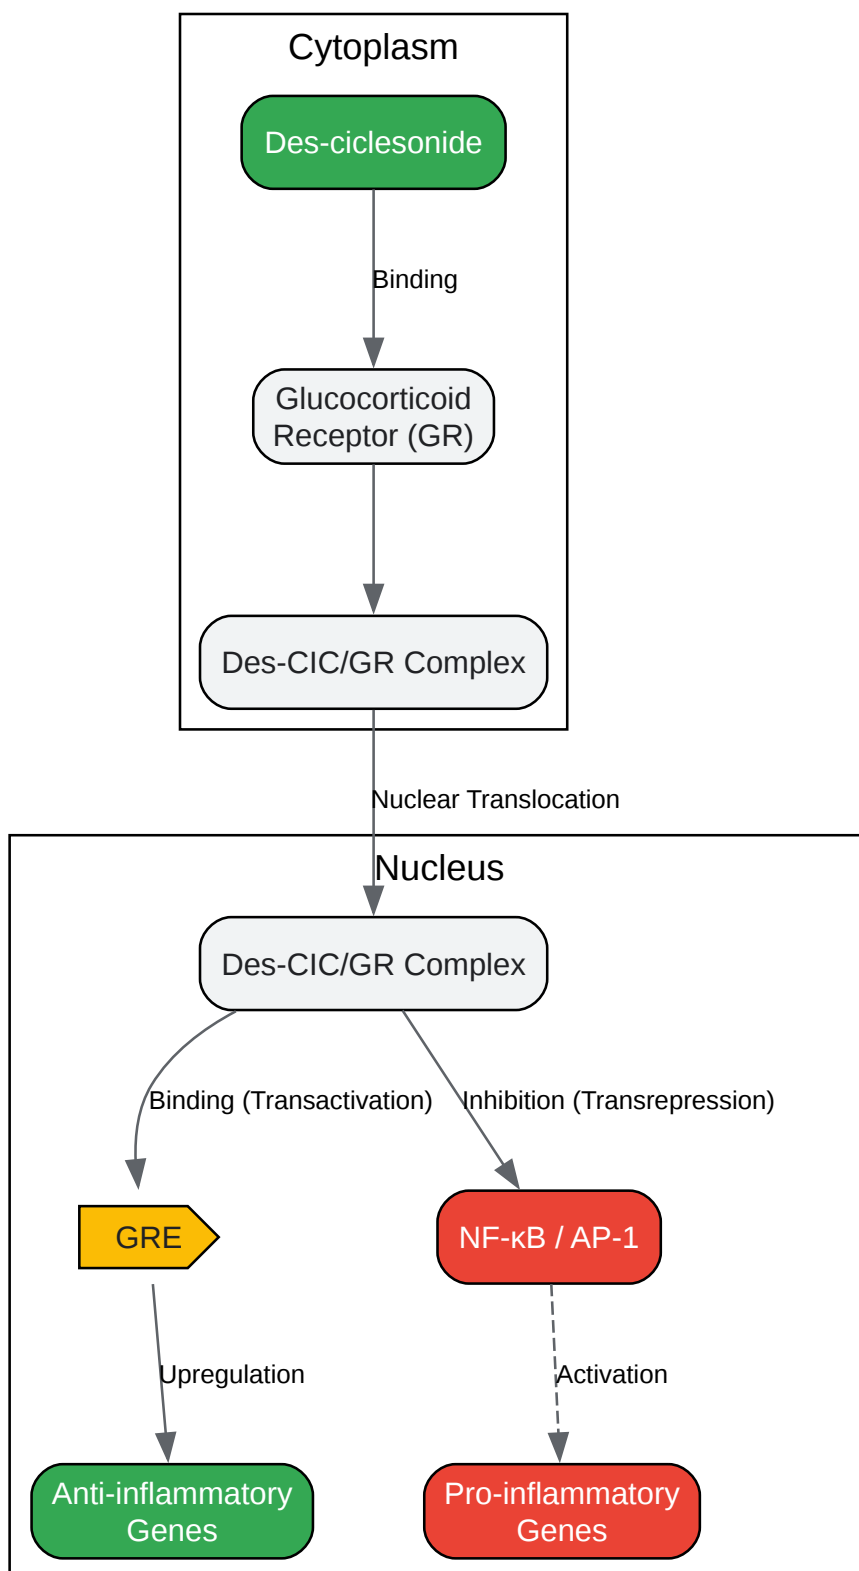 Cytoplasm
Des-ciclesonide
Binding
Glucocorticoid
Receptor (GR)
Des-CIC/GR Complex
Nuclear Translocation
Nucleus
Des-CIC/GR Complex
Binding (Transactivation)
Inhibition (Transrepression)
GRE
NF-κB / AP-1
Upregulation
Activation
Anti-inflammatory
Genes
Pro-inflammatory
Genes